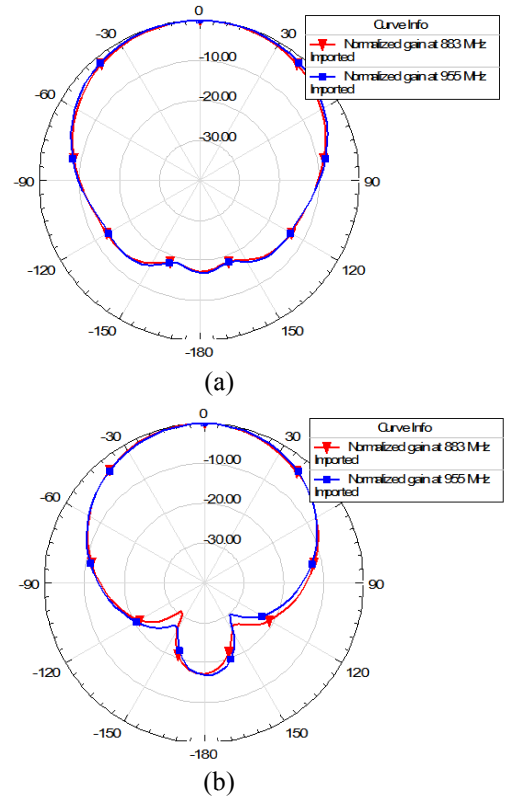 0
Curve Info
-30
30
Normalized gain at 883 MHz
Imported
-10.00
Normalized gain at 955 MHz
Imported
-60
-20.00
-30.00
-90
90
-120
120
-150
150
-180
(a)
0
Curve Info
-30
30
Normalized gain at 883 MHz
Imported
-10.00
Normalized gain at 955 MHz
Imported
-60
-20.00
-30.00
-90
90
-120
120
-150
150
-180
(b)